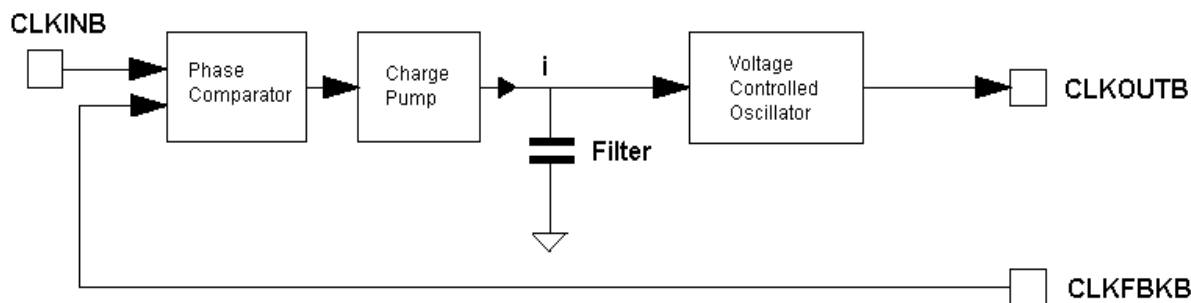 CLKINB
Phase
Comparator
Charge
Pump
i
Voltage
Controlled
Oscillator
CLKOUTB
Filter
CLKFBKB